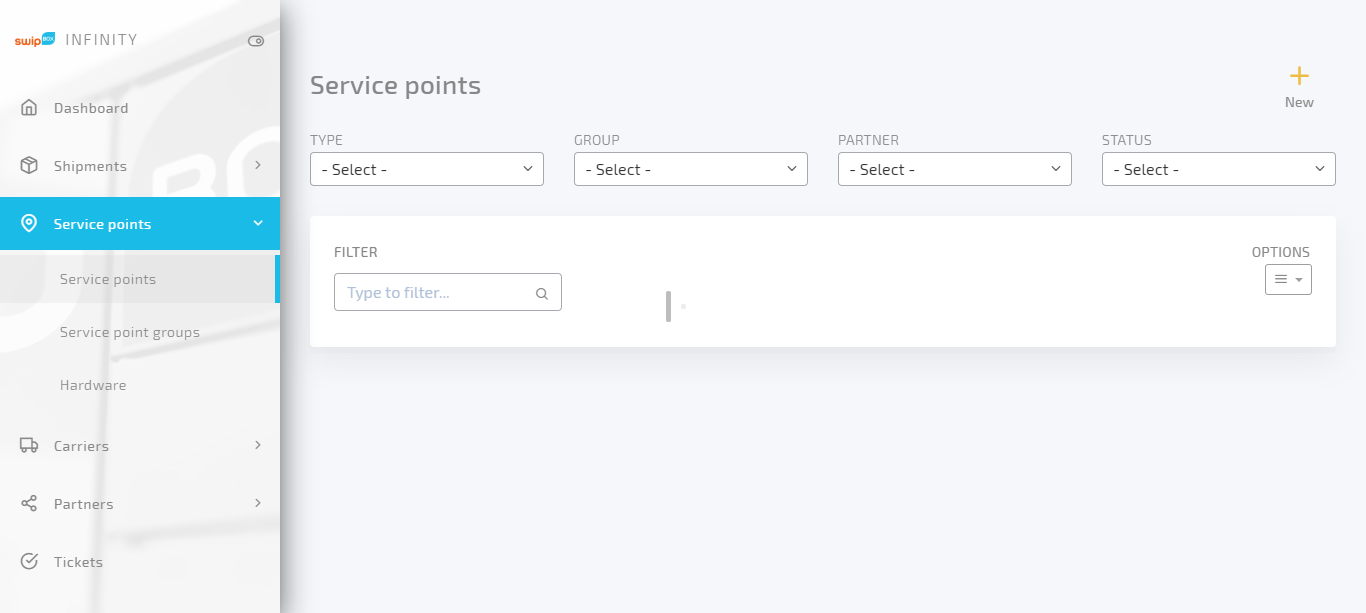 swipBOX INFINITY
Dashboard
Shipments
Service points
Service points
Service point groups
Hardware
Carriers
Partners
Tickets
Service points
New
TYPE
- Select -
GROUP
- Select -
PARTNER
- Select -
STATUS
- Select -
FILTER
Type to filter...
OPTIONS